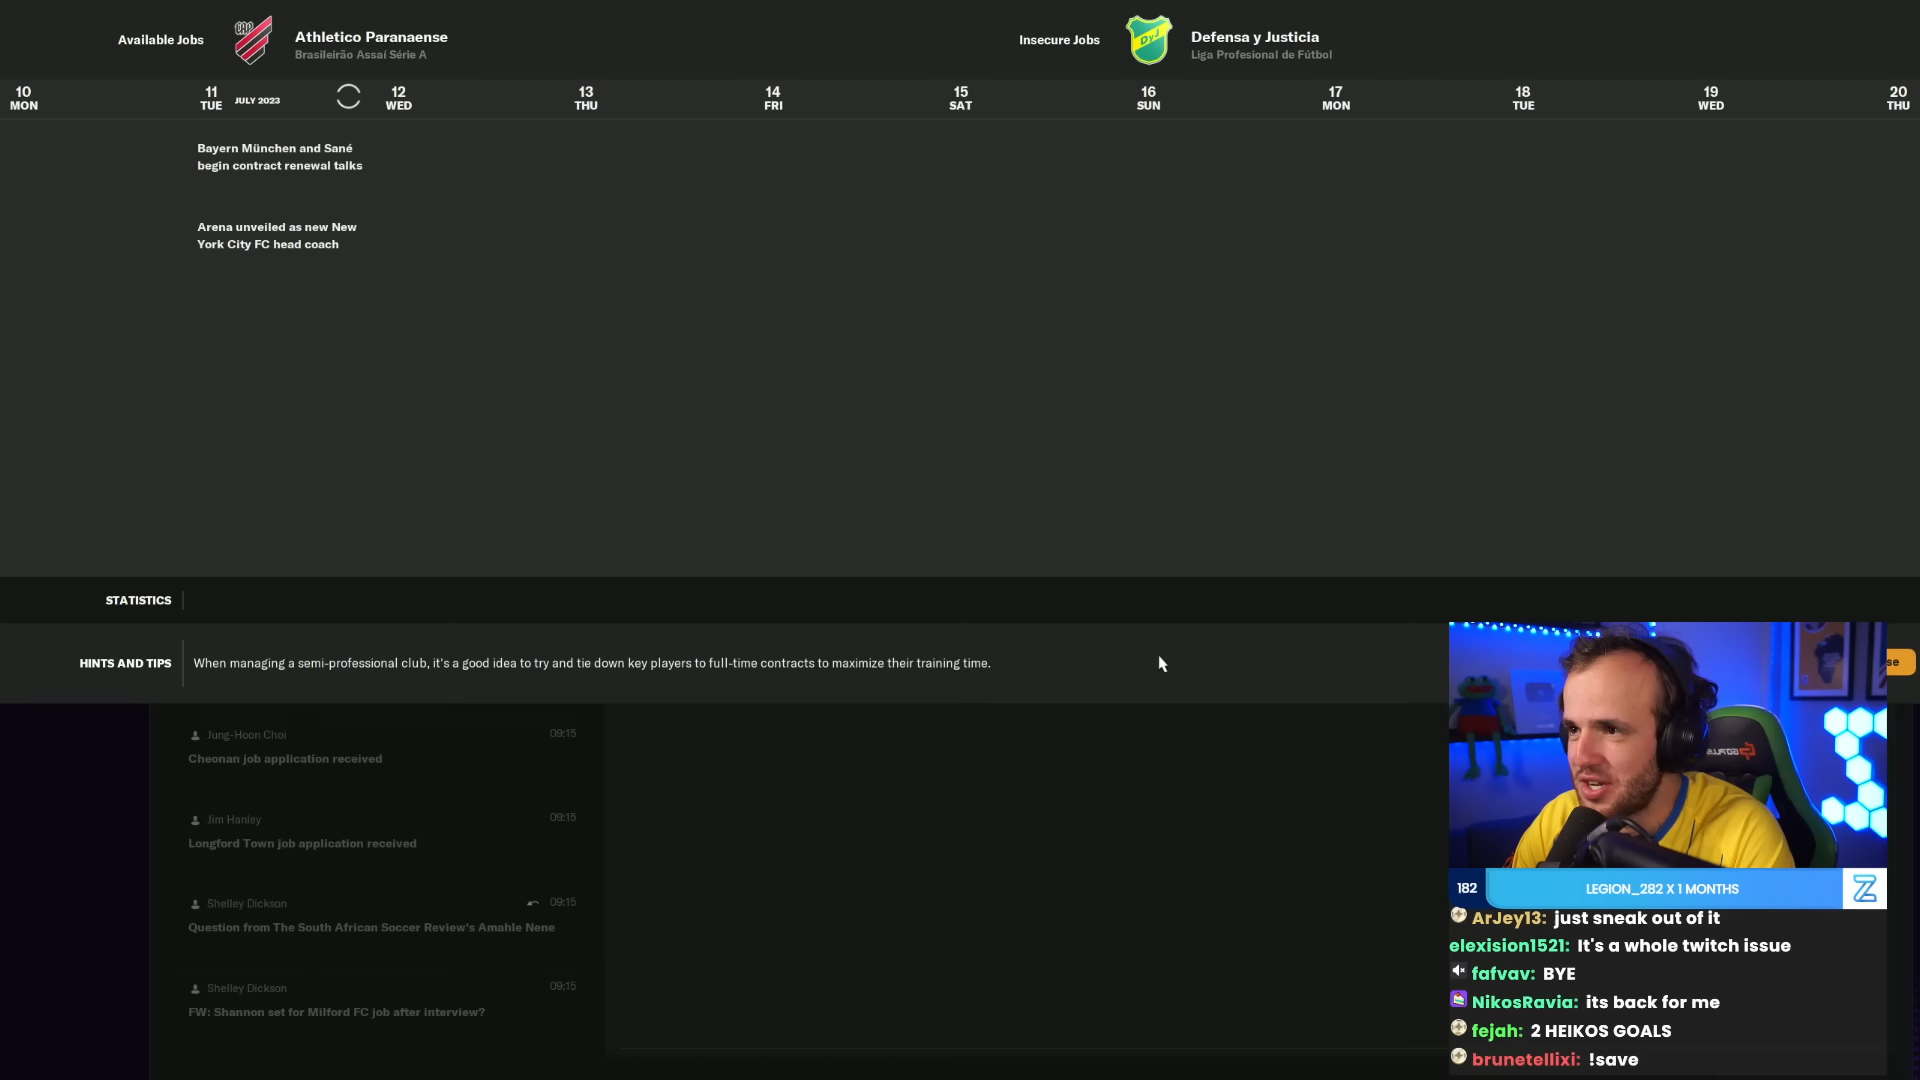 Available Jobs
CAP
Athletico Paranaense
Brasileirão Assaí Série A
Insecure Jobs
DyJ
Defensa y Justicia
Liga Profesional de Fútbol
10
MON
11
TUE
JULY 2023
12
WED
13
THU
14
FRI
15
SAT
16
SUN
17
MON
18
TUE
19
WED
20
THU
Bayern München and Sané
begin contract renewal talks
Arena unveiled as new New
York City FC head coach
STATISTICS
HINTS AND TIPS
When managing a semi-professional club, it's a good idea to try and tie down key players to full-time contracts to maximize their training time.
se
Jung-Hoon Choi
09:15
Cheonan job application received
Jim Hanley
09:15
Longford Town job application received
Shelley Dickson
09:15
Question from The South African Soccer Review's Amahle Nene
Shelley Dickson
09:15
FW: Shannon set for Milford FC job after interview?
182
LEGION_282 X 1 MONTHS
ArJey13: just sneak out of it
elexision1521: It's a whole twitch issue
fafvav: BYE
NikosRavia: its back for me
fejah: 2 HEIKOS GOALS
brunetellixi: !save